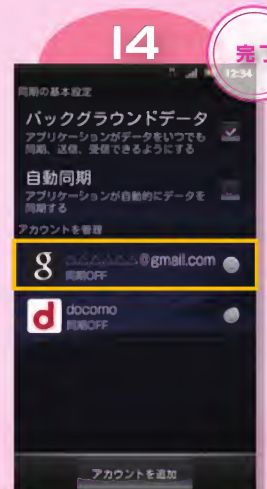 14
完了
12:34
同期の基本設定
バックグラウンドデータ
アプリケーションがデータをいつでも
同期、送信、受信できるようにする
自動同期
アプリケーションが自動的にデータを
同期する
アカウントを管理
g
△△△△△△@gmail.com
同期OFF
d
docomo
同期OFF
アカウントを追加